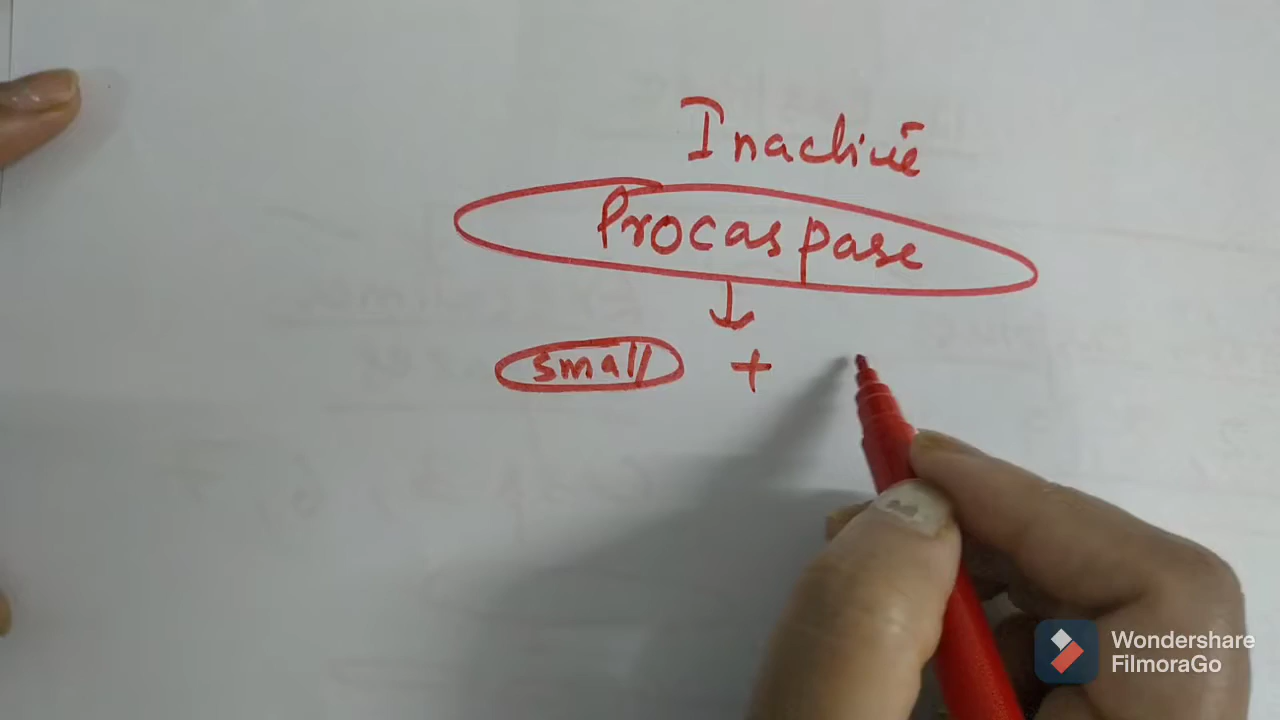 Inactive
Procaspase
↓
small +
Wondershare
FilmoraGo